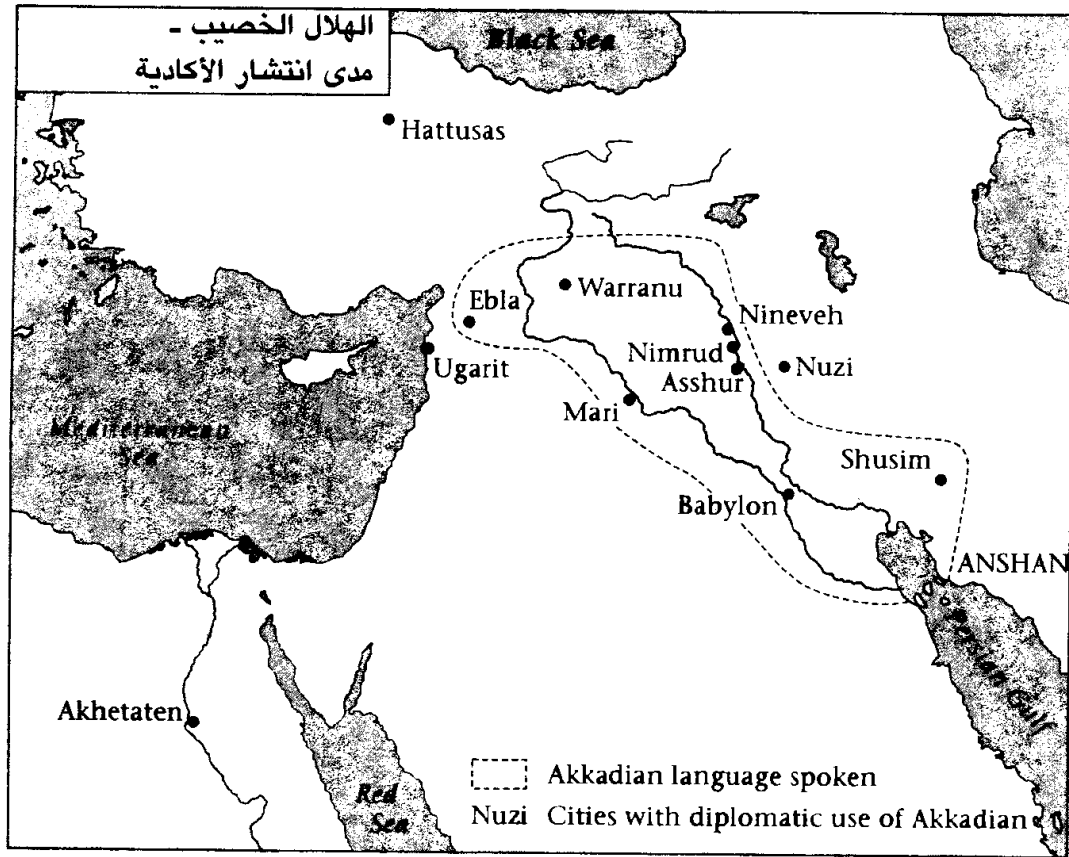 الهلال الخصيب -
مدى انتشار الأكادية
Black Sea
Hattusas
Ebla
Warranu
Nineveh
Ugarit
Nimrud
Nuzi
Asshur
Mari
Mediterranean
Sea
Shusim
Babylon
ANSHAN
Persian Gulf
Akhetaten
Red
Sea
Akkadian language spoken
Nuzi Cities with diplomatic use of Akkadian